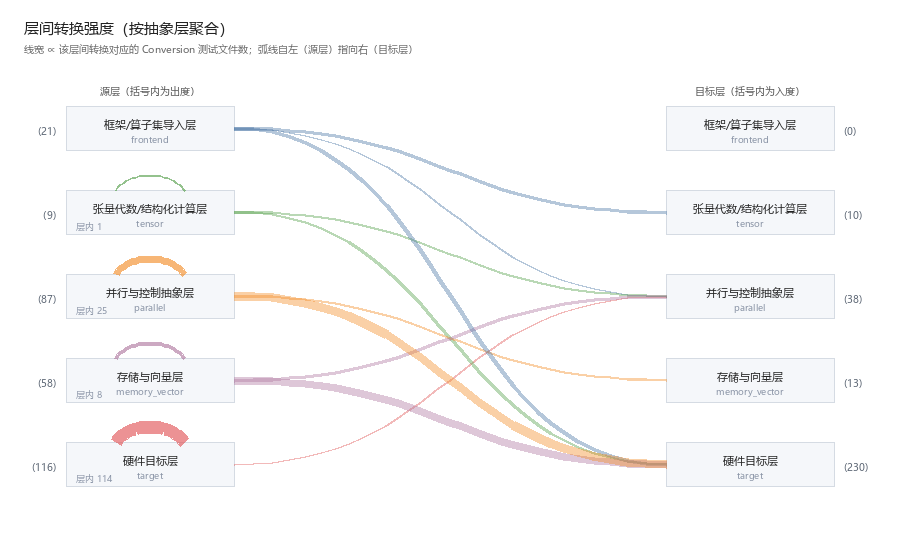 层间转换强度（按抽象层聚合）
线宽 ∝ 该层间转换对应的 Conversion 测试文件数；弧线自左（源层）指向右（目标层）
源层（括号内为出度）
目标层（括号内为入度）
(21)
框架/算子集导入层
frontend
框架/算子集导入层
frontend
(0)
(9)
张量代数/结构化计算层
层内 1
tensor
张量代数/结构化计算层
tensor
(10)
(87)
并行与控制抽象层
层内 25
parallel
并行与控制抽象层
parallel
(38)
(58)
存储与向量层
层内 8
memory_vector
存储与向量层
memory_vector
(13)
(116)
硬件目标层
层内 114
target
硬件目标层
target
(230)